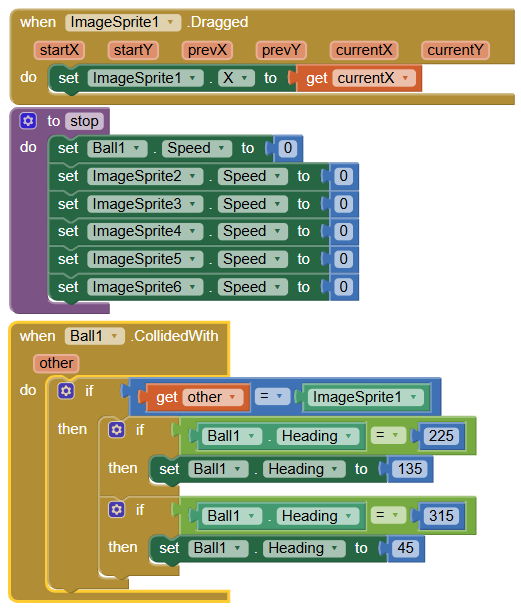 when ImageSprite1 .Dragged
startX startY prevX prevY currentX currentY
do set ImageSprite1 . X to get currentX
to stop
do set Ball1 . Speed to 0
set ImageSprite2 . Speed to 0
set ImageSprite3 . Speed to 0
set ImageSprite4 . Speed to 0
set ImageSprite5 . Speed to 0
set ImageSprite6 . Speed to 0
when Ball1 .CollidedWith
other
do if get other = ImageSprite1
then if Ball1 . Heading = 225
then set Ball1 . Heading to 135
if Ball1 . Heading = 315
then set Ball1 . Heading to 45